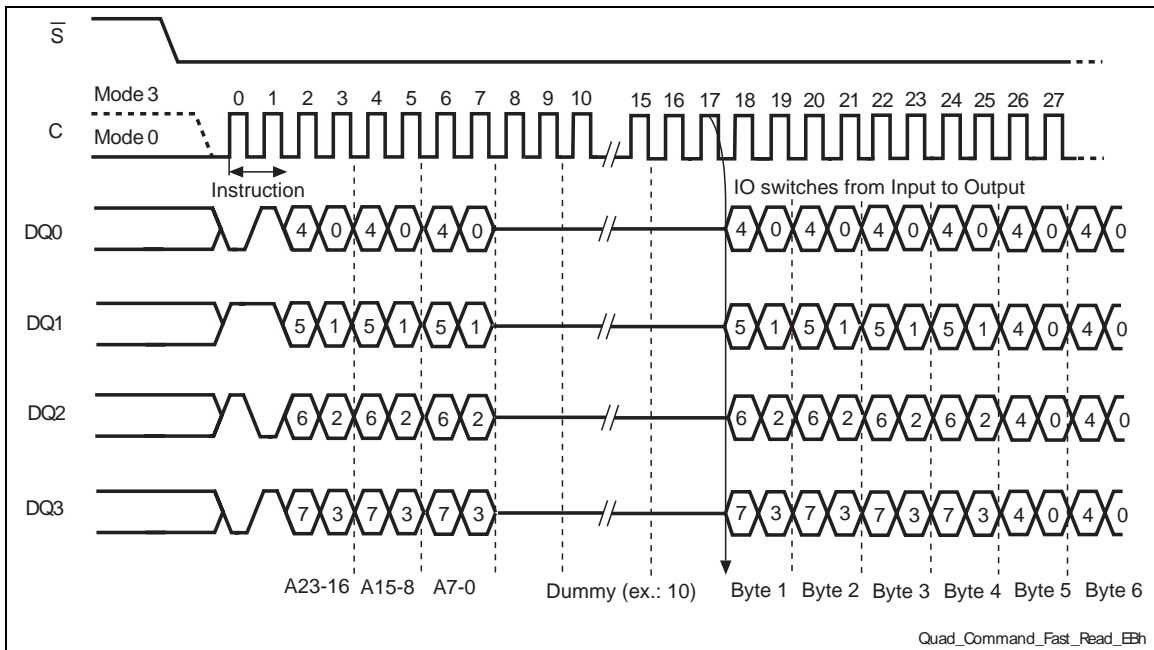 S
Mode 3
0 1 2 3 4 5 6 7 8 9 10 15 16 17 18 19 20 21 22 23 24 25 26 27
C
Mode 0
Instruction
IO switches from Input to Output
DQ0 4 0 4 0 4 0 4 0 4 0 4 0 4 0 4 0 4 0
DQ1 5 1 5 1 5 1 5 1 5 1 5 1 5 1 4 0 4 0
DQ2 6 2 6 2 6 2 6 2 6 2 6 2 6 2 4 0 4 0
DQ3 7 3 7 3 7 3 7 3 7 3 7 3 7 3 4 0 4 0
A23-16 A15-8 A7-0 Dummy (ex.: 10) Byte 1 Byte 2 Byte 3 Byte 4 Byte 5 Byte 6
Quad_Command_Fast_Read_EBh